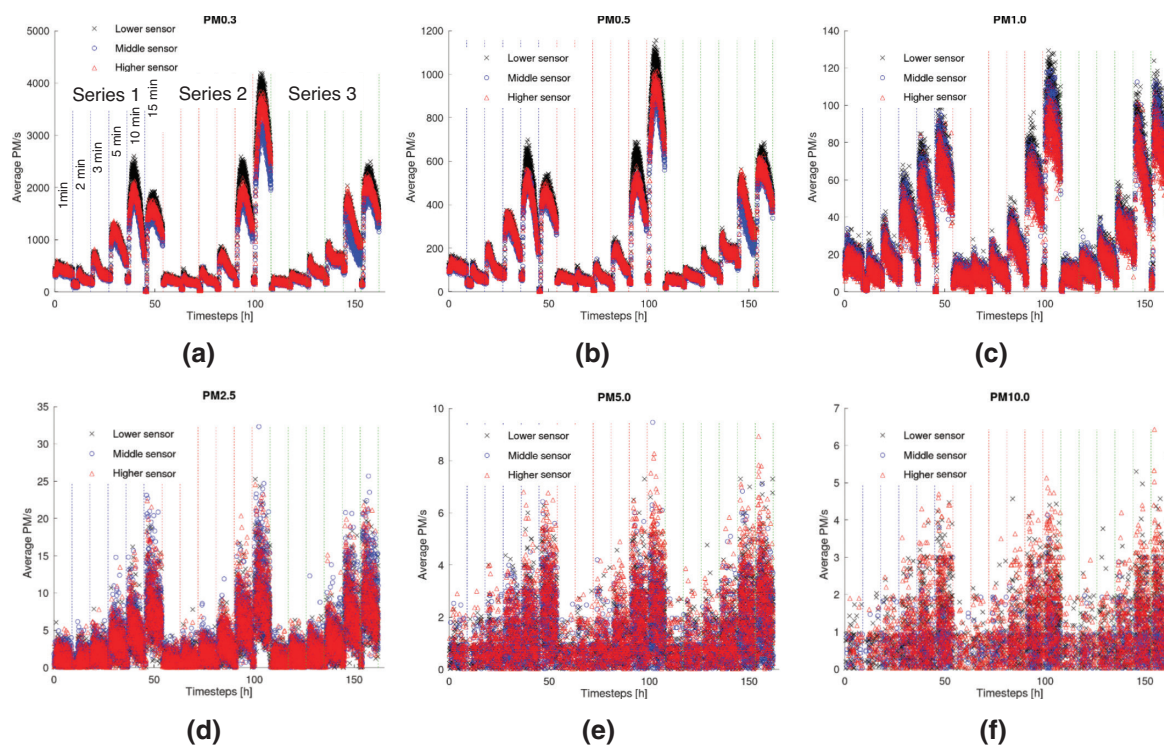 PM0.3
Average PM/s
5000
4000
3000
2000
1000
0
Lower sensor
Middle sensor
Higher sensor
Series 1
Series 2
Series 3
1min
2 min
3 min
5 min
10 min
15 min
0 50 100 150
Timesteps [h]
(a)
PM0.5
Average PM/s
1200
1000
800
600
400
200
0
Lower sensor
Middle sensor
Higher sensor
0 50 100 150
Timesteps [h]
(b)
PM1.0
Average PM/s
140
120
100
80
60
40
20
0
Lower sensor
Middle sensor
Higher sensor
0 50 100 150
Timesteps [h]
(c)
PM2.5
Average PM/s
35
30
25
20
15
10
5
0
Lower sensor
Middle sensor
Higher sensor
0 50 100 150
Timesteps [h]
(d)
PM5.0
Average PM/s
10
8
6
4
2
0
Lower sensor
Middle sensor
Higher sensor
0 50 100 150
Timesteps [h]
(e)
PM10.0
Average PM/s
7
6
5
4
3
2
1
0
Lower sensor
Middle sensor
Higher sensor
0 50 100 150
Timesteps [h]
(f)